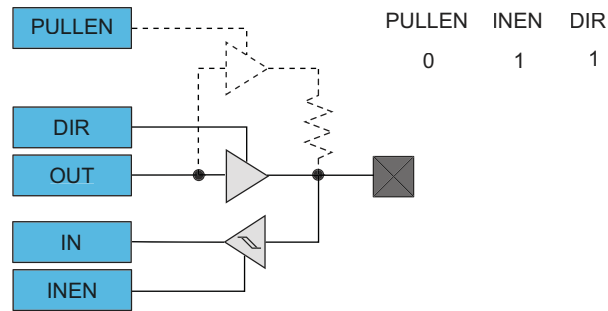 PULLEN
PULLEN INEN DIR
0 1 1
DIR
OUT
IN
INEN